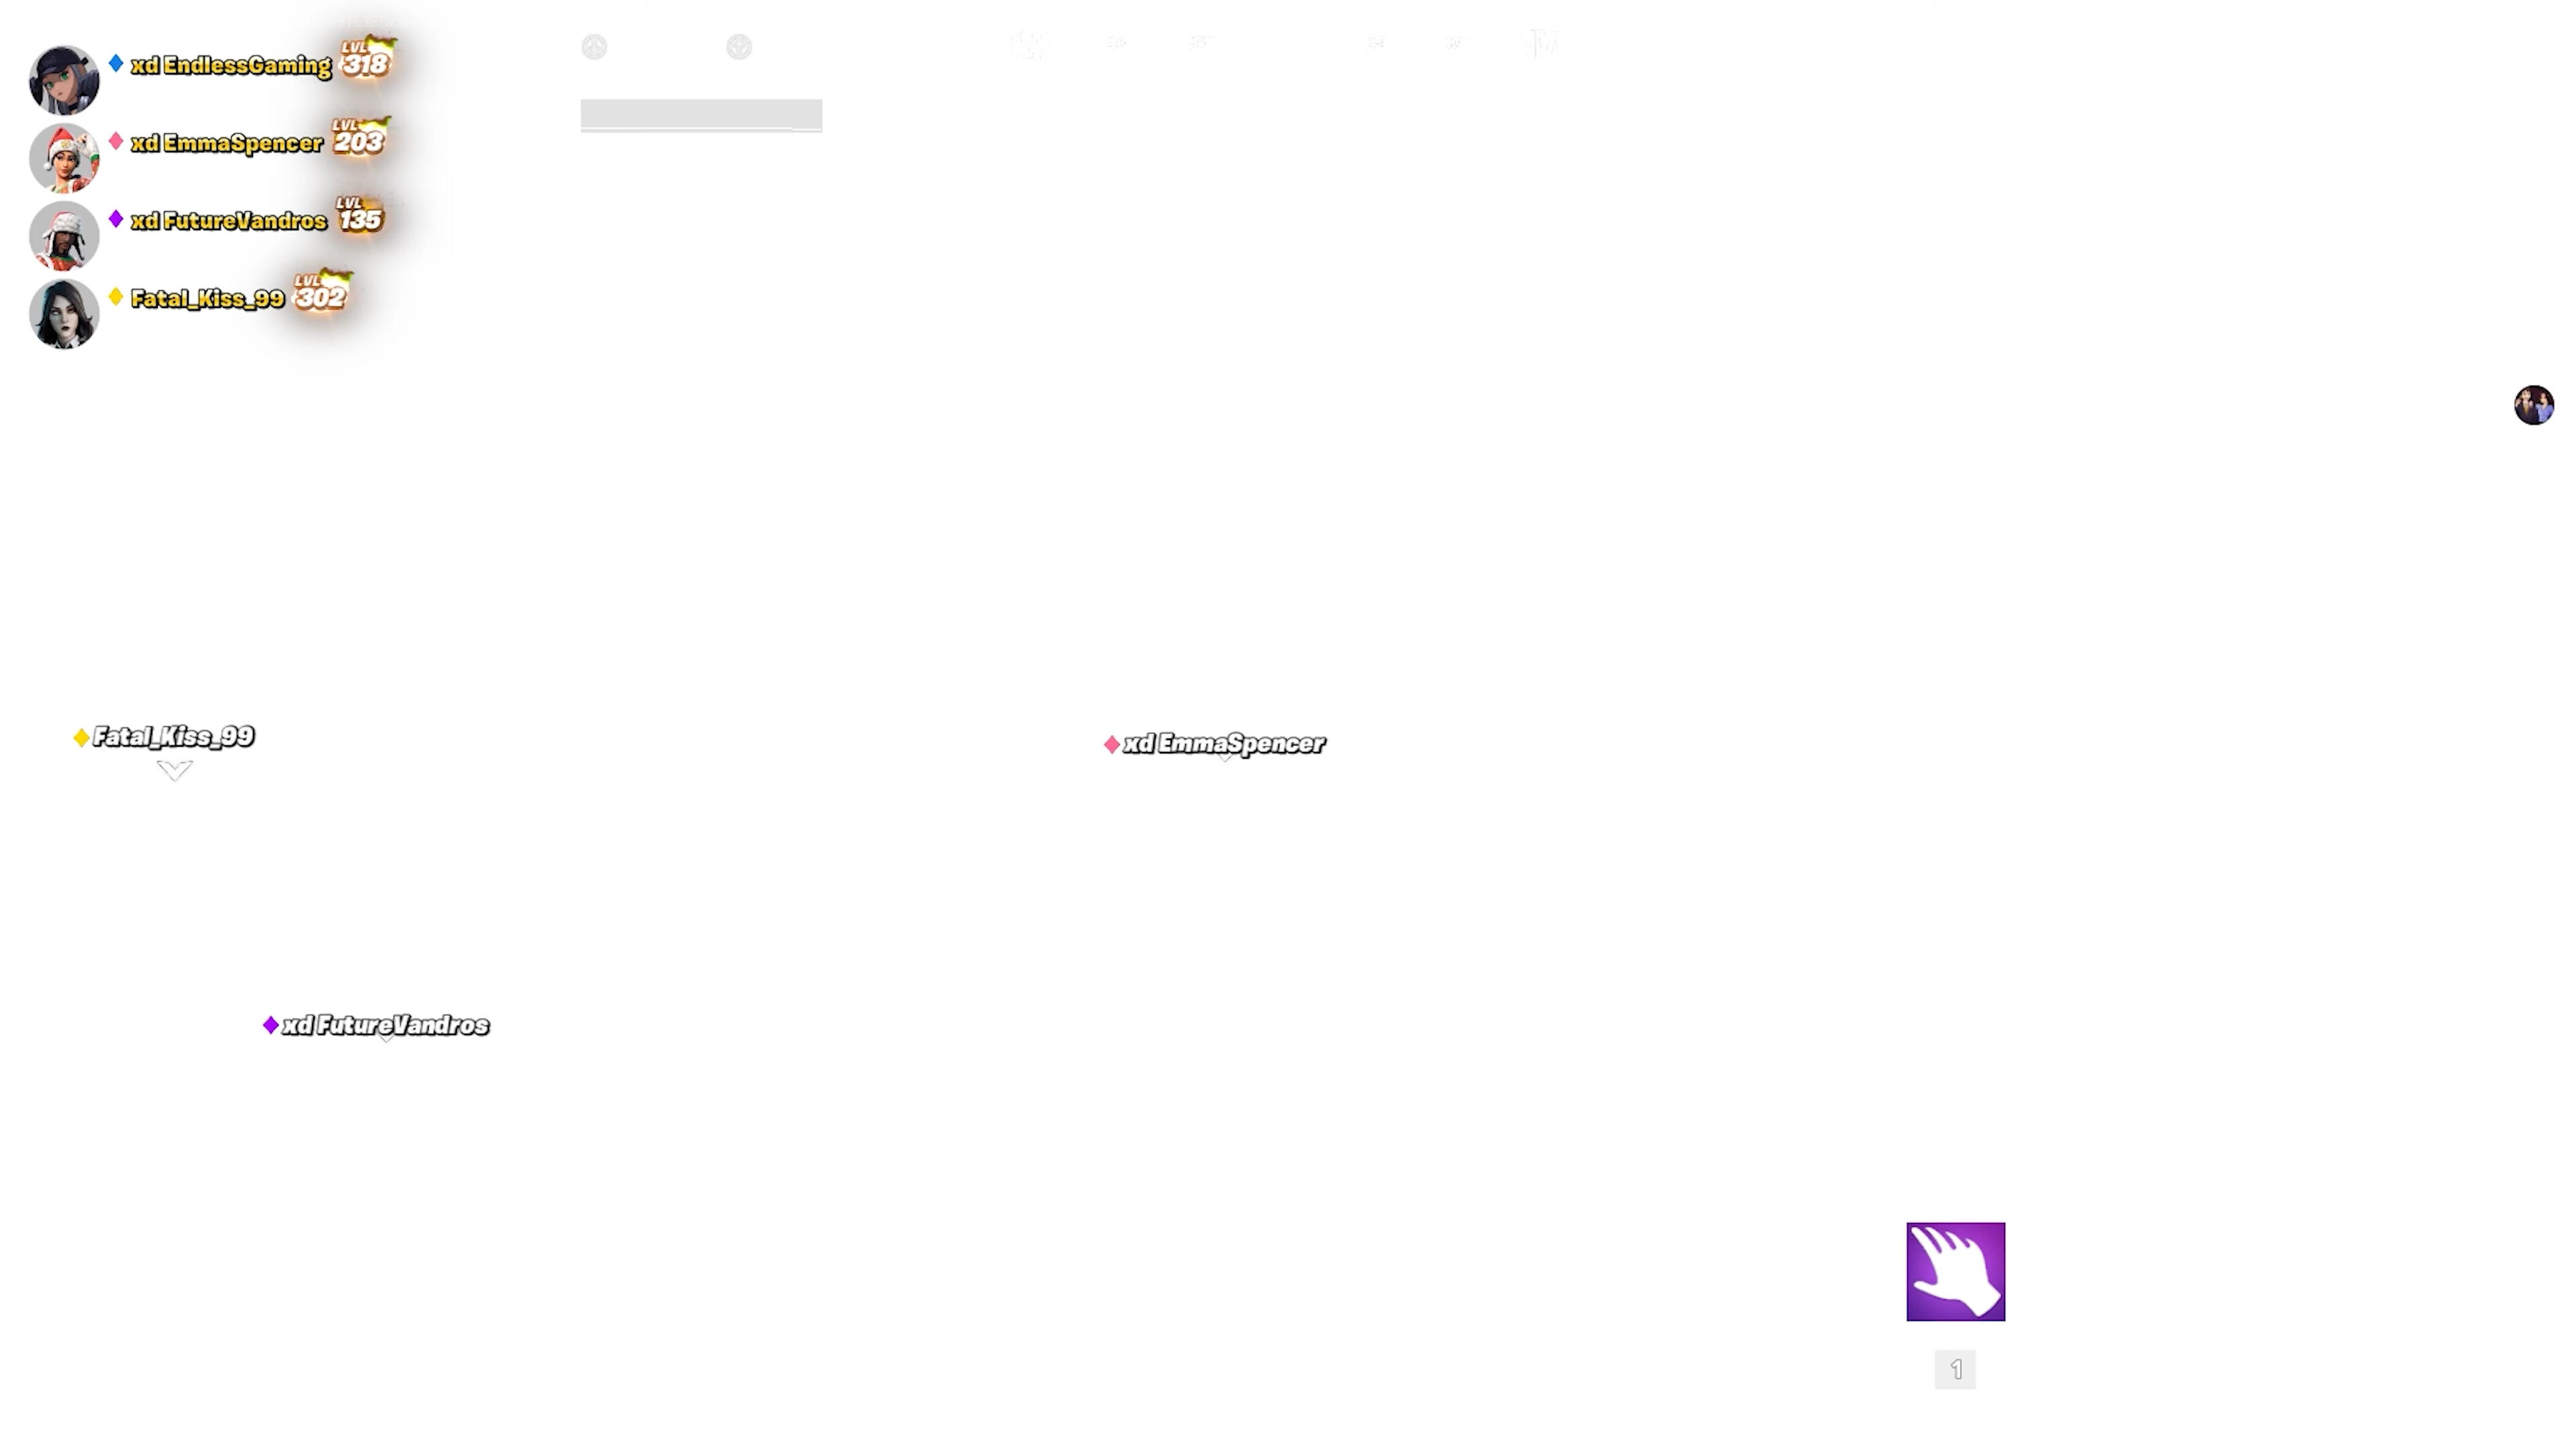 xd EndlessGaming LVL 318
xd EmmaSpencer LVL 203
xd FutureVandros LVL 135
Fatal_Kiss_99 LVL 302
Fatal_Kiss_99
xd EmmaSpencer
xd FutureVandros
1